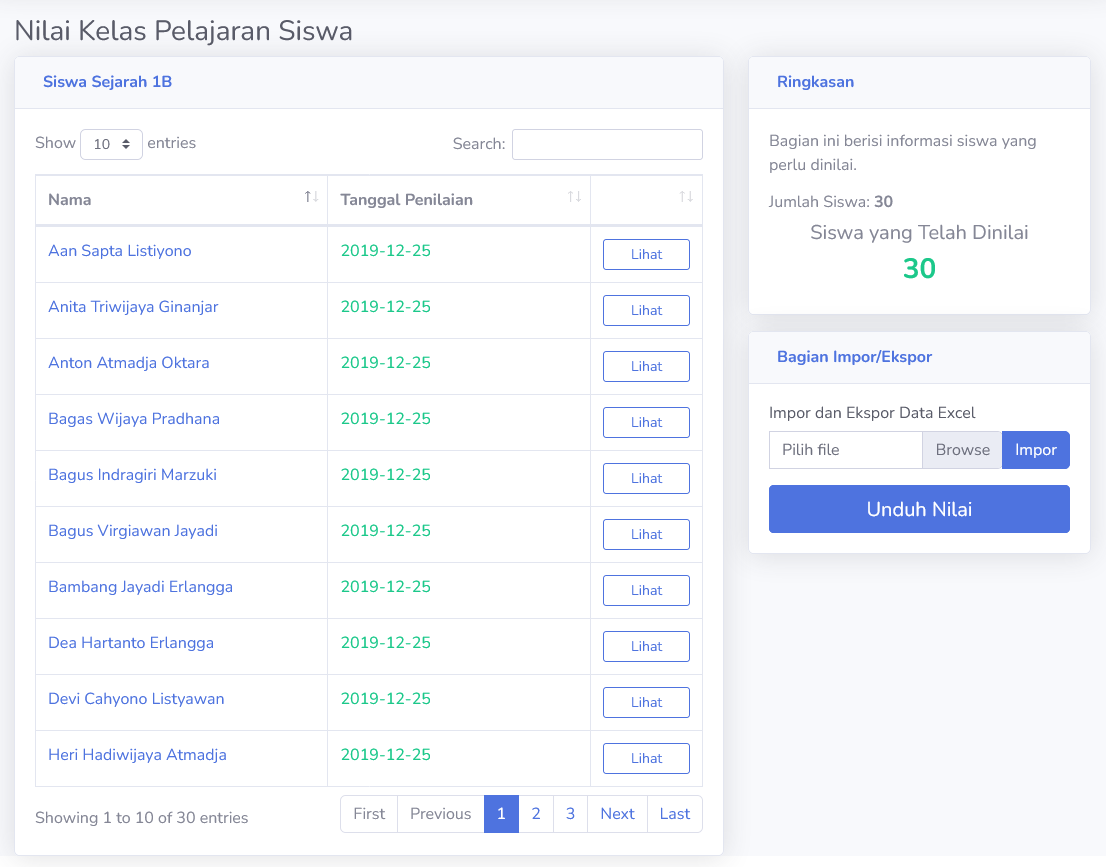 Nilai Kelas Pelajaran Siswa
Siswa Sejarah 1B
Show 10 entries
Search:
Nama Tanggal Penilaian
Aan Sapta Listiyono 2019-12-25 Lihat
Anita Triwijaya Ginanjar 2019-12-25 Lihat
Anton Atmadja Oktara 2019-12-25 Lihat
Bagas Wijaya Pradhana 2019-12-25 Lihat
Bagus Indragiri Marzuki 2019-12-25 Lihat
Bagus Virgiawan Jayadi 2019-12-25 Lihat
Bambang Jayadi Erlangga 2019-12-25 Lihat
Dea Hartanto Erlangga 2019-12-25 Lihat
Devi Cahyono Listyawan 2019-12-25 Lihat
Heri Hadiwijaya Atmadja 2019-12-25 Lihat
Showing 1 to 10 of 30 entries
First Previous 1 2 3 Next Last
Ringkasan
Bagian ini berisi informasi siswa yang
perlu dinilai.
Jumlah Siswa: 30
Siswa yang Telah Dinilai
30
Bagian Impor/Ekspor
Impor dan Ekspor Data Excel
Pilih file Browse Impor
Unduh Nilai